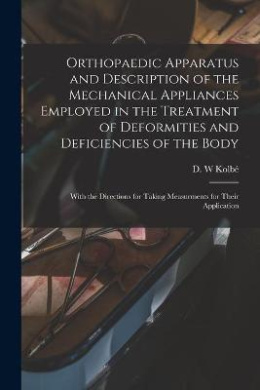 Orthopaedic Apparatus
and Description of the
Mechanical Appliances
Employed in the
Treatment of
Deformities and
Deficiencies of the
Body
D. W Kolbé
With the Directions for Taking Measurements for Their
Application